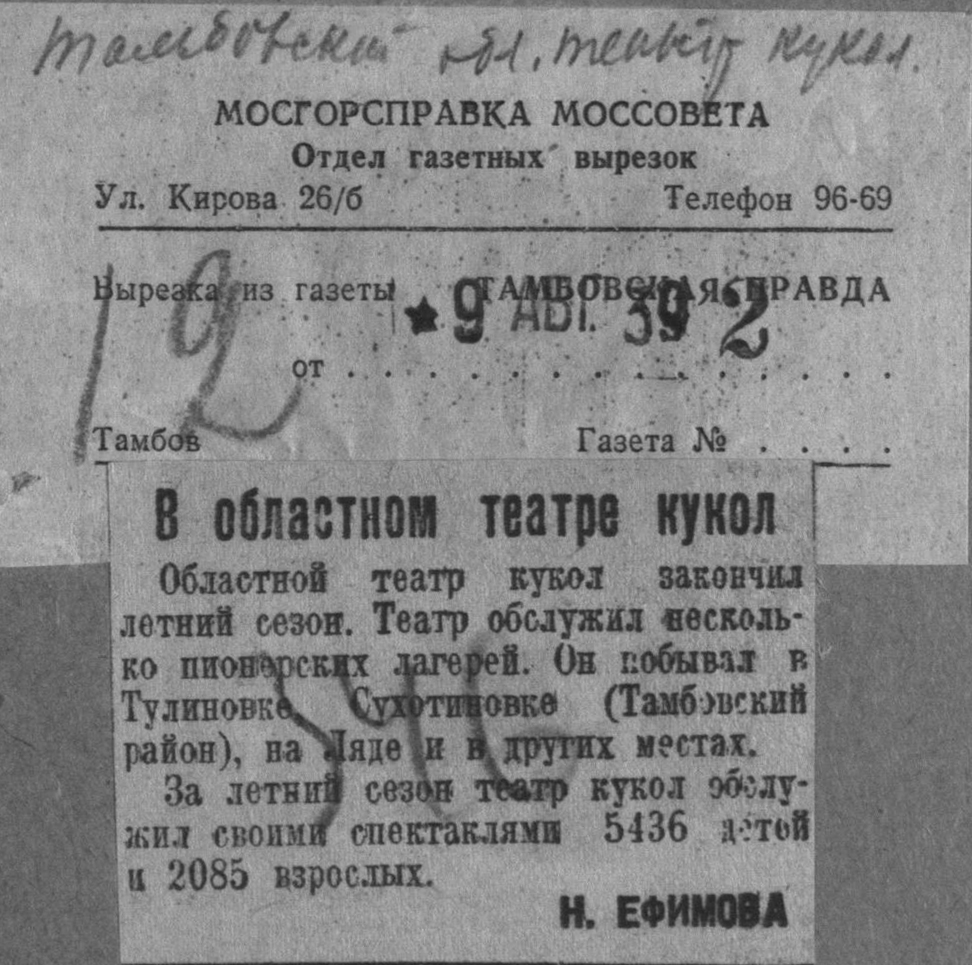 Тамбовский обл. театр кукол.
МОСГОРСПРАВКА МОССОВЕТА
Отдел газетных вырезок
Ул. Кирова 26/б Телефон 96-69
Вырезка из газеты ТАМБОВСКАЯ ПРАВДА
★ 9 АВГ. 39 2
12
от . . . . . . . . . . . . . . . .
Тамбов Газета № . . . .
В областном театре кукол
Областной театр кукол закончил
летний сезон. Театр обслужил несколь-
ко пионерских лагерей. Он побывал в
Тулиновке, Сухотиновке (Тамбовский
район), на Ляде и в других местах.
За летний сезон театр кукол обслу-
жил своими спектаклями 5436 детей
и 2085 взрослых.
Н. ЕФИМОВА